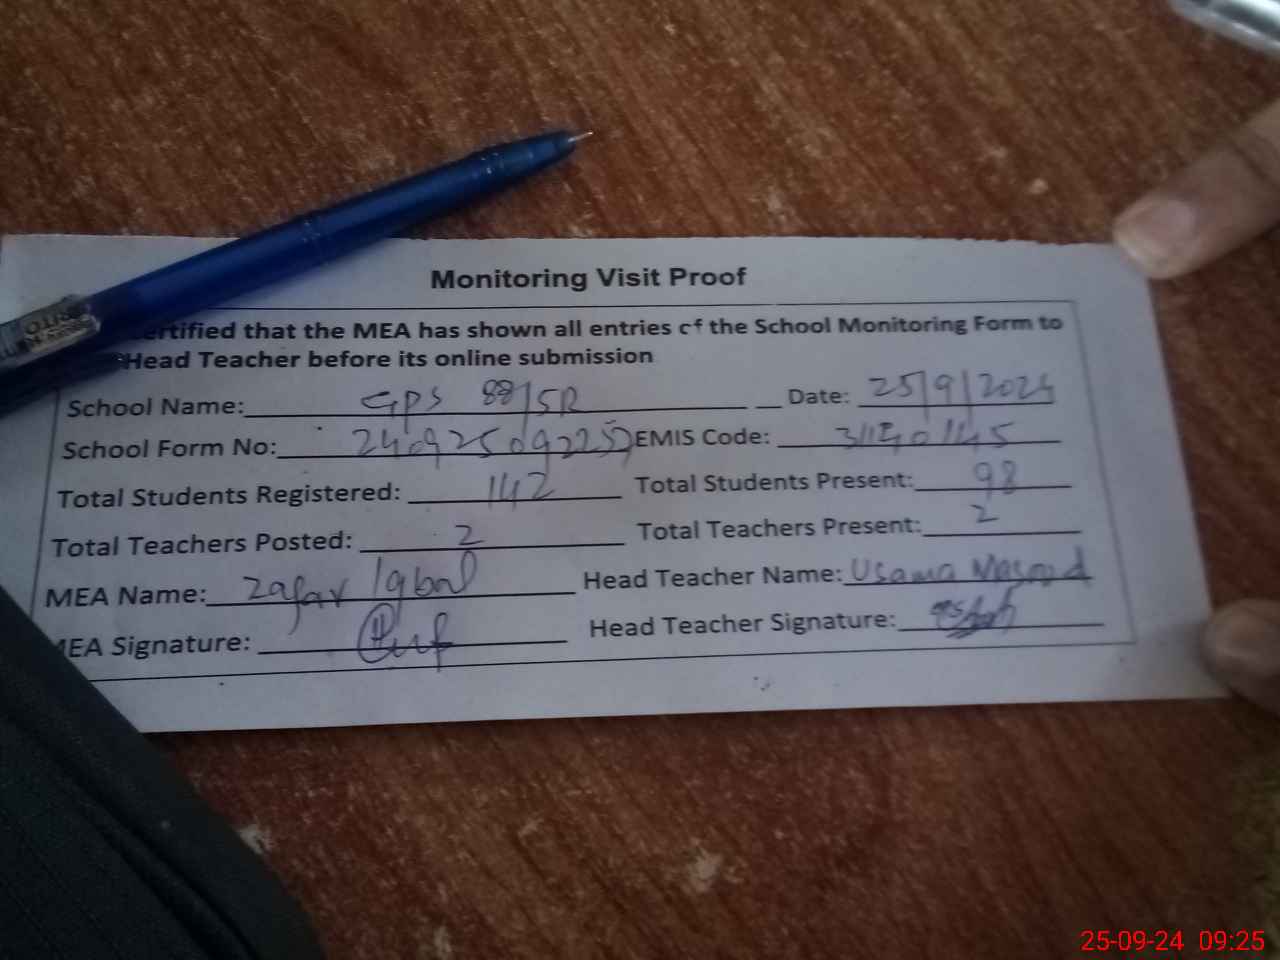 Monitoring Visit Proof
ertified that the MEA has shown all entries of the School Monitoring Form to
Head Teacher before its online submission
School Name: GPS 88/5R Date: 25/9/2024
School Form No: 240925092252 EMIS Code:
Total Students Registered: 142 Total Students Present: 98
Total Teachers Posted: 2 Total Teachers Present: 2
MEA Name: Zafar Iqbal Head Teacher Name: Usama Masood
MEA Signature: Head Teacher Signature:
25-09-24 09:25